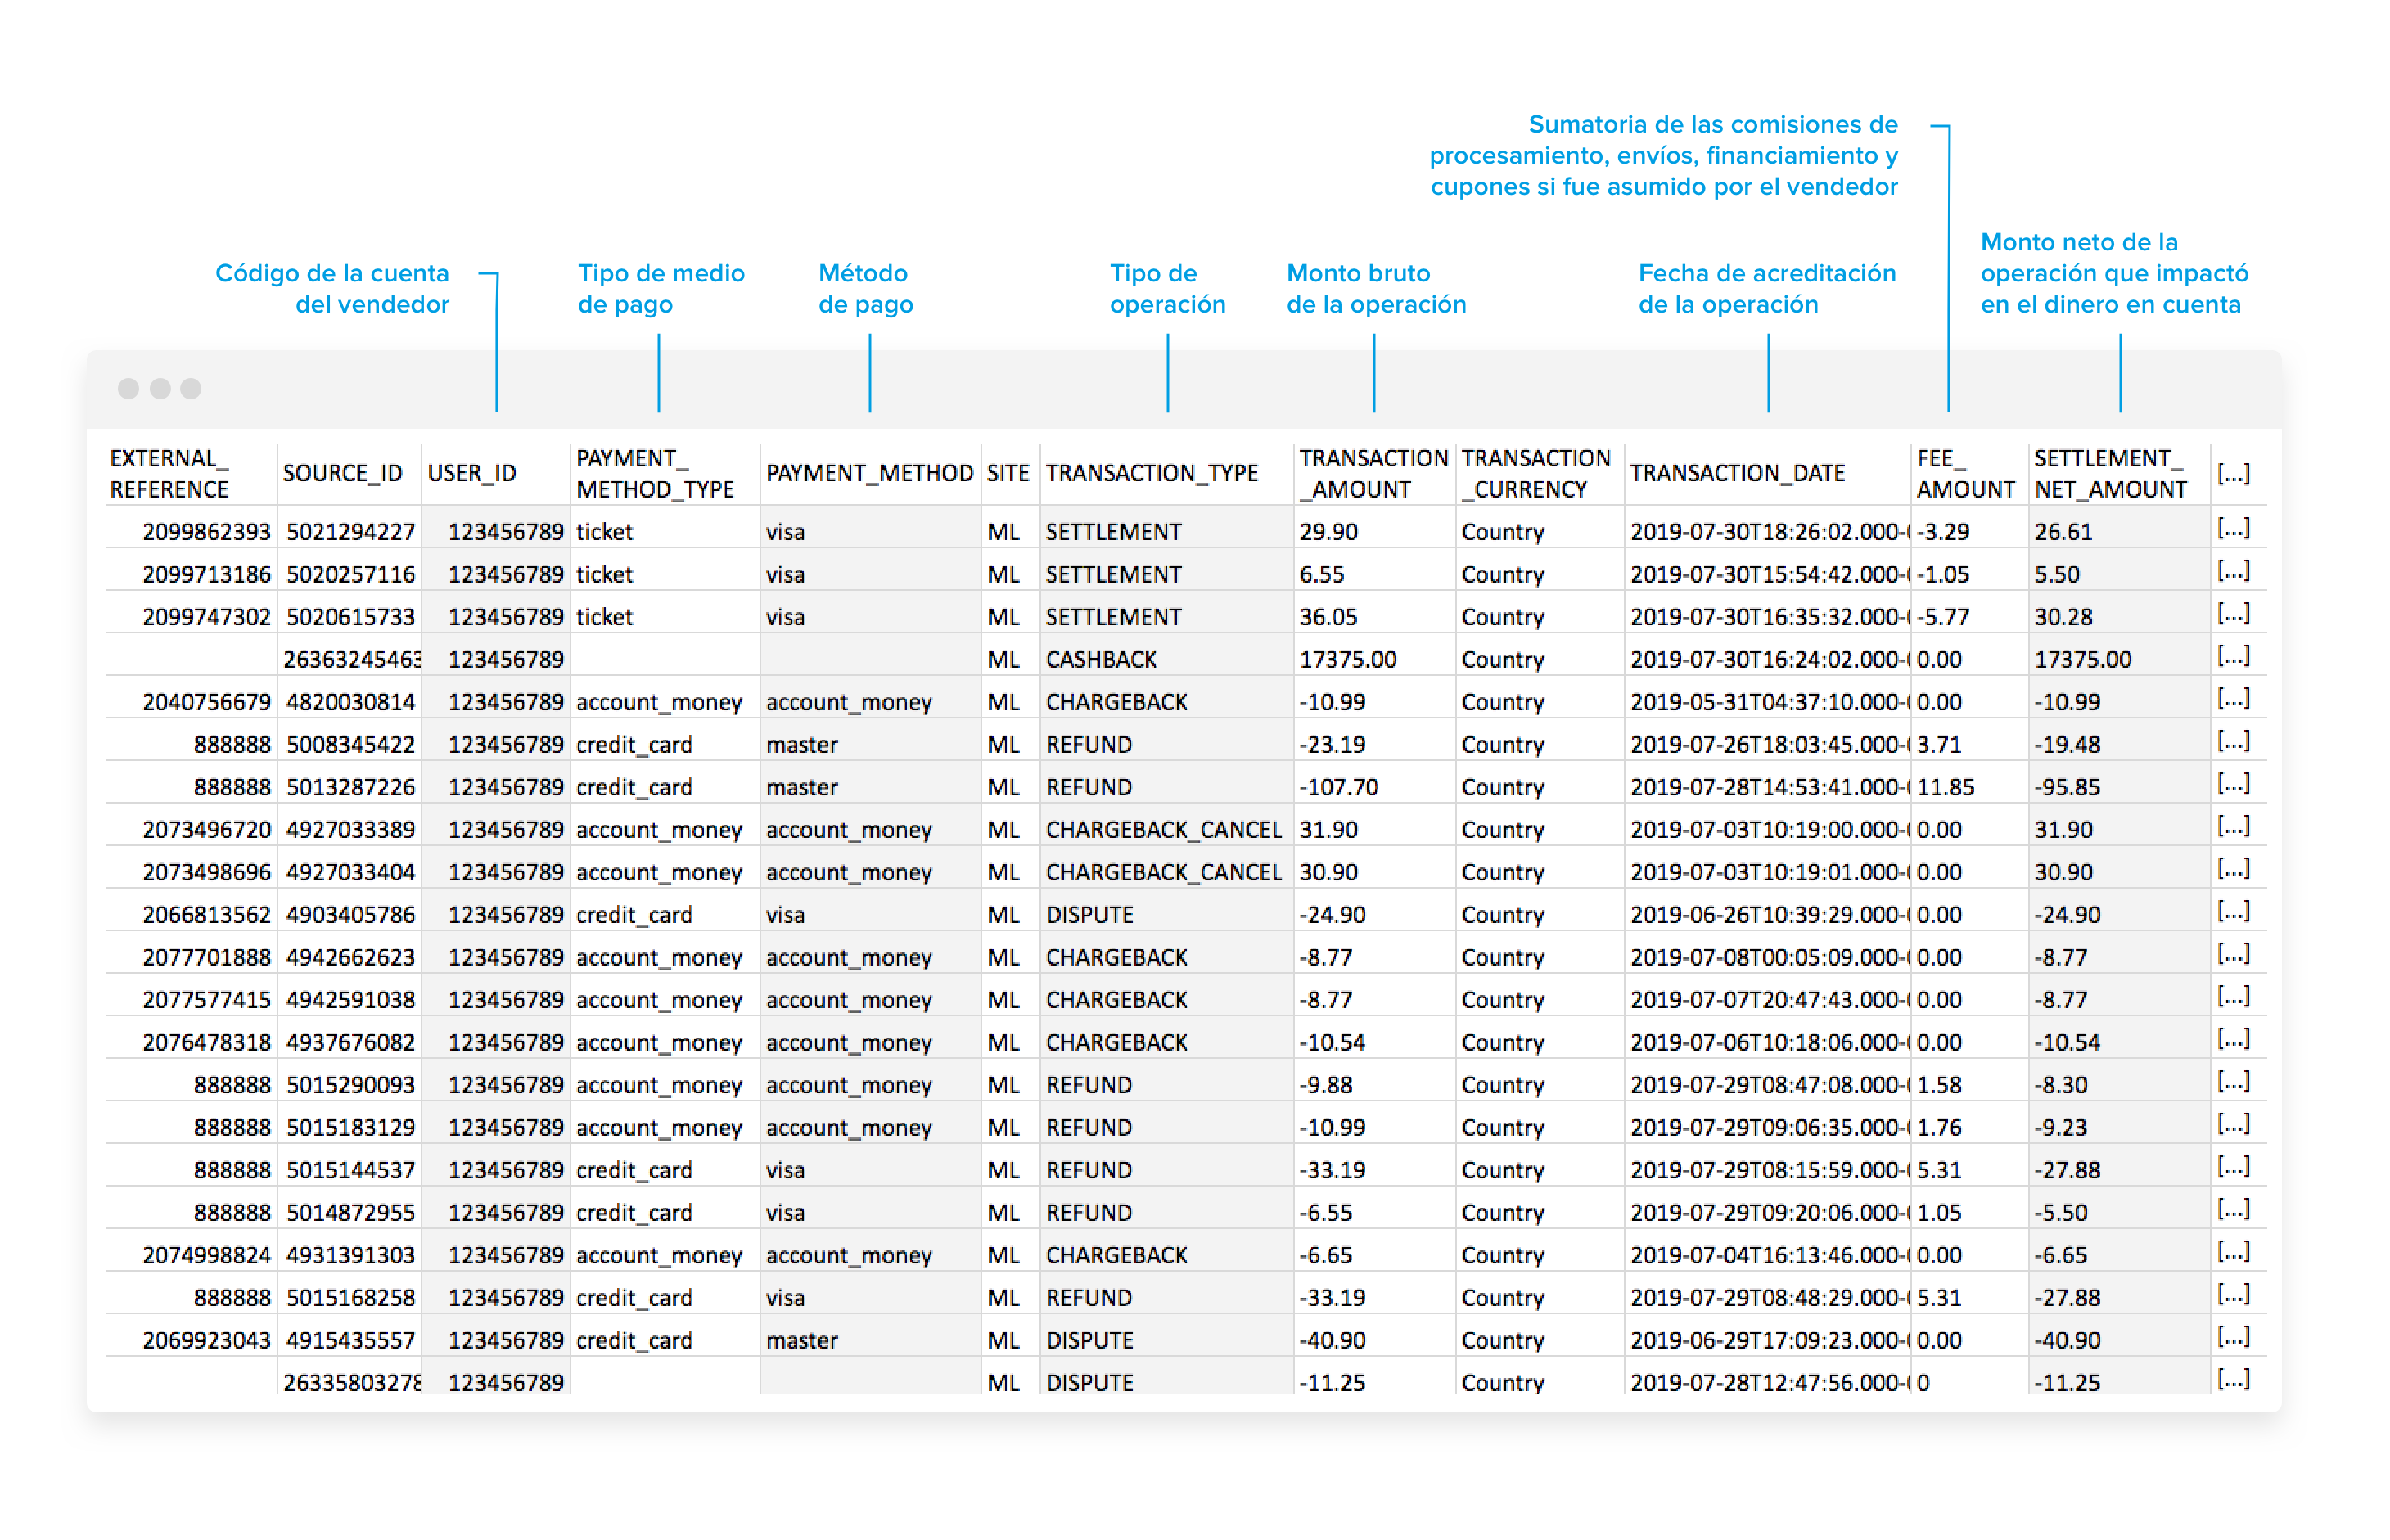 Sumatoria de las comisiones de
procesamiento, envíos, financiamiento y
cupones si fue asumido por el vendedor
Código de la cuenta
del vendedor
Tipo de medio
de pago
Método
de pago
Tipo de
operación
Monto bruto
de la operación
Fecha de acreditación
de la operación
Monto neto de la
operación que impactó
en el dinero en cuenta
EXTERNAL_
REFERENCE SOURCE_ID USER_ID PAYMENT_
METHOD_TYPE PAYMENT_METHOD SITE TRANSACTION_TYPE TRANSACTION
_AMOUNT TRANSACTION
_CURRENCY TRANSACTION_DATE FEE_
AMOUNT SETTLEMENT_
NET_AMOUNT [...]
2099862393 5021294227 123456789 ticket visa ML SETTLEMENT 29.90 Country 2019-07-30T18:26:02.000- -3.29 26.61 [...]
2099713186 5020257116 123456789 ticket visa ML SETTLEMENT 6.55 Country 2019-07-30T15:54:42.000- -1.05 5.50 [...]
2099747302 5020615733 123456789 ticket visa ML SETTLEMENT 36.05 Country 2019-07-30T16:35:32.000- -5.77 30.28 [...]
26363245463 123456789 ML CASHBACK 17375.00 Country 2019-07-30T16:24:02.000- 0.00 17375.00 [...]
2040756679 4820030814 123456789 account_money account_money ML CHARGEBACK -10.99 Country 2019-05-31T04:37:10.000- 0.00 -10.99 [...]
888888 5008345422 123456789 credit_card master ML REFUND -23.19 Country 2019-07-26T18:03:45.000- 3.71 -19.48 [...]
888888 5013287226 123456789 credit_card master ML REFUND -107.70 Country 2019-07-28T14:53:41.000- 11.85 -95.85 [...]
2073496720 4927033389 123456789 account_money account_money ML CHARGEBACK_CANCEL 31.90 Country 2019-07-03T10:19:00.000- 0.00 31.90 [...]
2073498696 4927033404 123456789 account_money account_money ML CHARGEBACK_CANCEL 30.90 Country 2019-07-03T10:19:01.000- 0.00 30.90 [...]
2066813562 4903405786 123456789 credit_card visa ML DISPUTE -24.90 Country 2019-06-26T10:39:29.000- 0.00 -24.90 [...]
2077701888 4942662623 123456789 account_money account_money ML CHARGEBACK -8.77 Country 2019-07-08T00:05:09.000- 0.00 -8.77 [...]
2077577415 4942591038 123456789 account_money account_money ML CHARGEBACK -8.77 Country 2019-07-07T20:47:43.000- 0.00 -8.77 [...]
2076478318 4937676082 123456789 account_money account_money ML CHARGEBACK -10.54 Country 2019-07-06T10:18:06.000- 0.00 -10.54 [...]
888888 5015290093 123456789 account_money account_money ML REFUND -9.88 Country 2019-07-29T08:47:08.000- 1.58 -8.30 [...]
888888 5015183129 123456789 account_money account_money ML REFUND -10.99 Country 2019-07-29T09:06:35.000- 1.76 -9.23 [...]
888888 5015144537 123456789 credit_card visa ML REFUND -33.19 Country 2019-07-29T08:15:59.000- 5.31 -27.88 [...]
888888 5014872955 123456789 credit_card visa ML REFUND -6.55 Country 2019-07-29T09:20:06.000- 1.05 -5.50 [...]
2074998824 4931391303 123456789 account_money account_money ML CHARGEBACK -6.65 Country 2019-07-04T16:13:46.000- 0.00 -6.65 [...]
888888 5015168258 123456789 credit_card visa ML REFUND -33.19 Country 2019-07-29T08:48:29.000- 5.31 -27.88 [...]
2069923043 4915435557 123456789 credit_card master ML DISPUTE -40.90 Country 2019-06-29T17:09:23.000- 0.00 -40.90 [...]
26335803278 123456789 ML DISPUTE -11.25 Country 2019-07-28T12:47:56.000- 0 -11.25 [...]